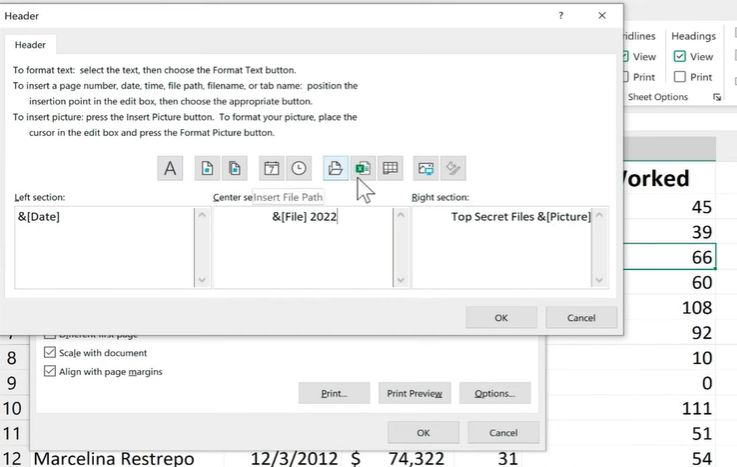 Header
Header
To format text: select the text, then choose the Format Text button.
To insert a page number, date, time, file path, filename, or tab name: position the
insertion point in the edit box, then choose the appropriate button.
To insert picture: press the Insert Picture button. To format your picture, place the
cursor in the edit box and press the Format Picture button.
A
7
Insert File Path
Left section:
Center se
Right section:
&[Date]
&[File] 2022
Top Secret Files &[Picture]
OK Cancel
Scale with document
Align with page margins
Print... Print Preview Options...
OK Cancel
Headings
View View
Print Print
Sheet Options
45
39
66
60
108
92
8 10
9 0
10 111
11 51
12 Marcelina Restrepo 12/3/2012 $ 74,322 31 54